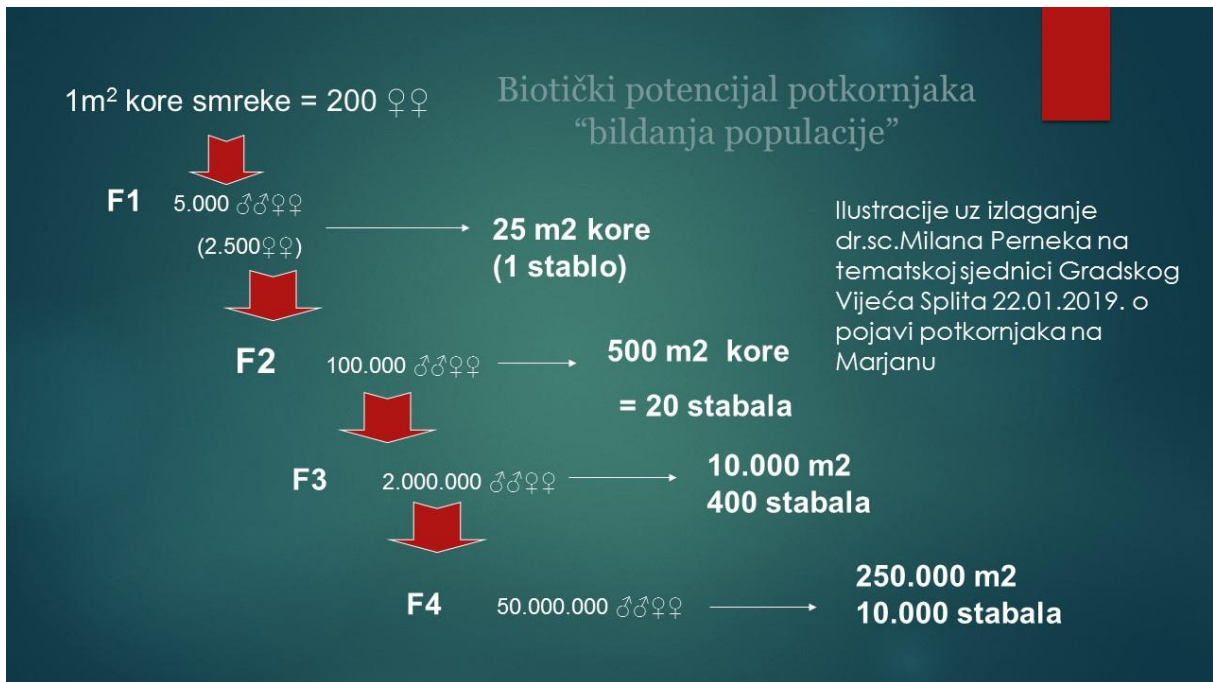 Biotički potencijal potkornjaka
“bildanja populacije”
1m² kore smreke = 200 ♀♀
F1 5.000 ♂♂♀♀
(2.500♀♀)
25 m2 kore
(1 stablo)
F2 100.000 ♂♂♀♀
500 m2 kore
= 20 stabala
F3 2.000.000 ♂♂♀♀
10.000 m2
400 stabala
F4 50.000.000 ♂♂♀♀
250.000 m2
10.000 stabala
Ilustracije uz izlaganje
dr.sc.Milana Perneka na
tematskoj sjednici Gradskog
Vijeća Splita 22.01.2019. o
pojavi potkornjaka na
Marjanu